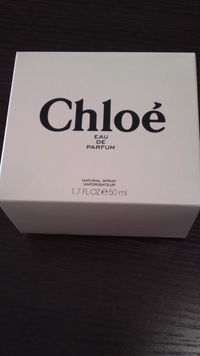 Chloé
EAU
DE
PARFUM
NATURAL SPRAY
VAPORISATEUR
1.7 FL OZ ℮ 50 ml